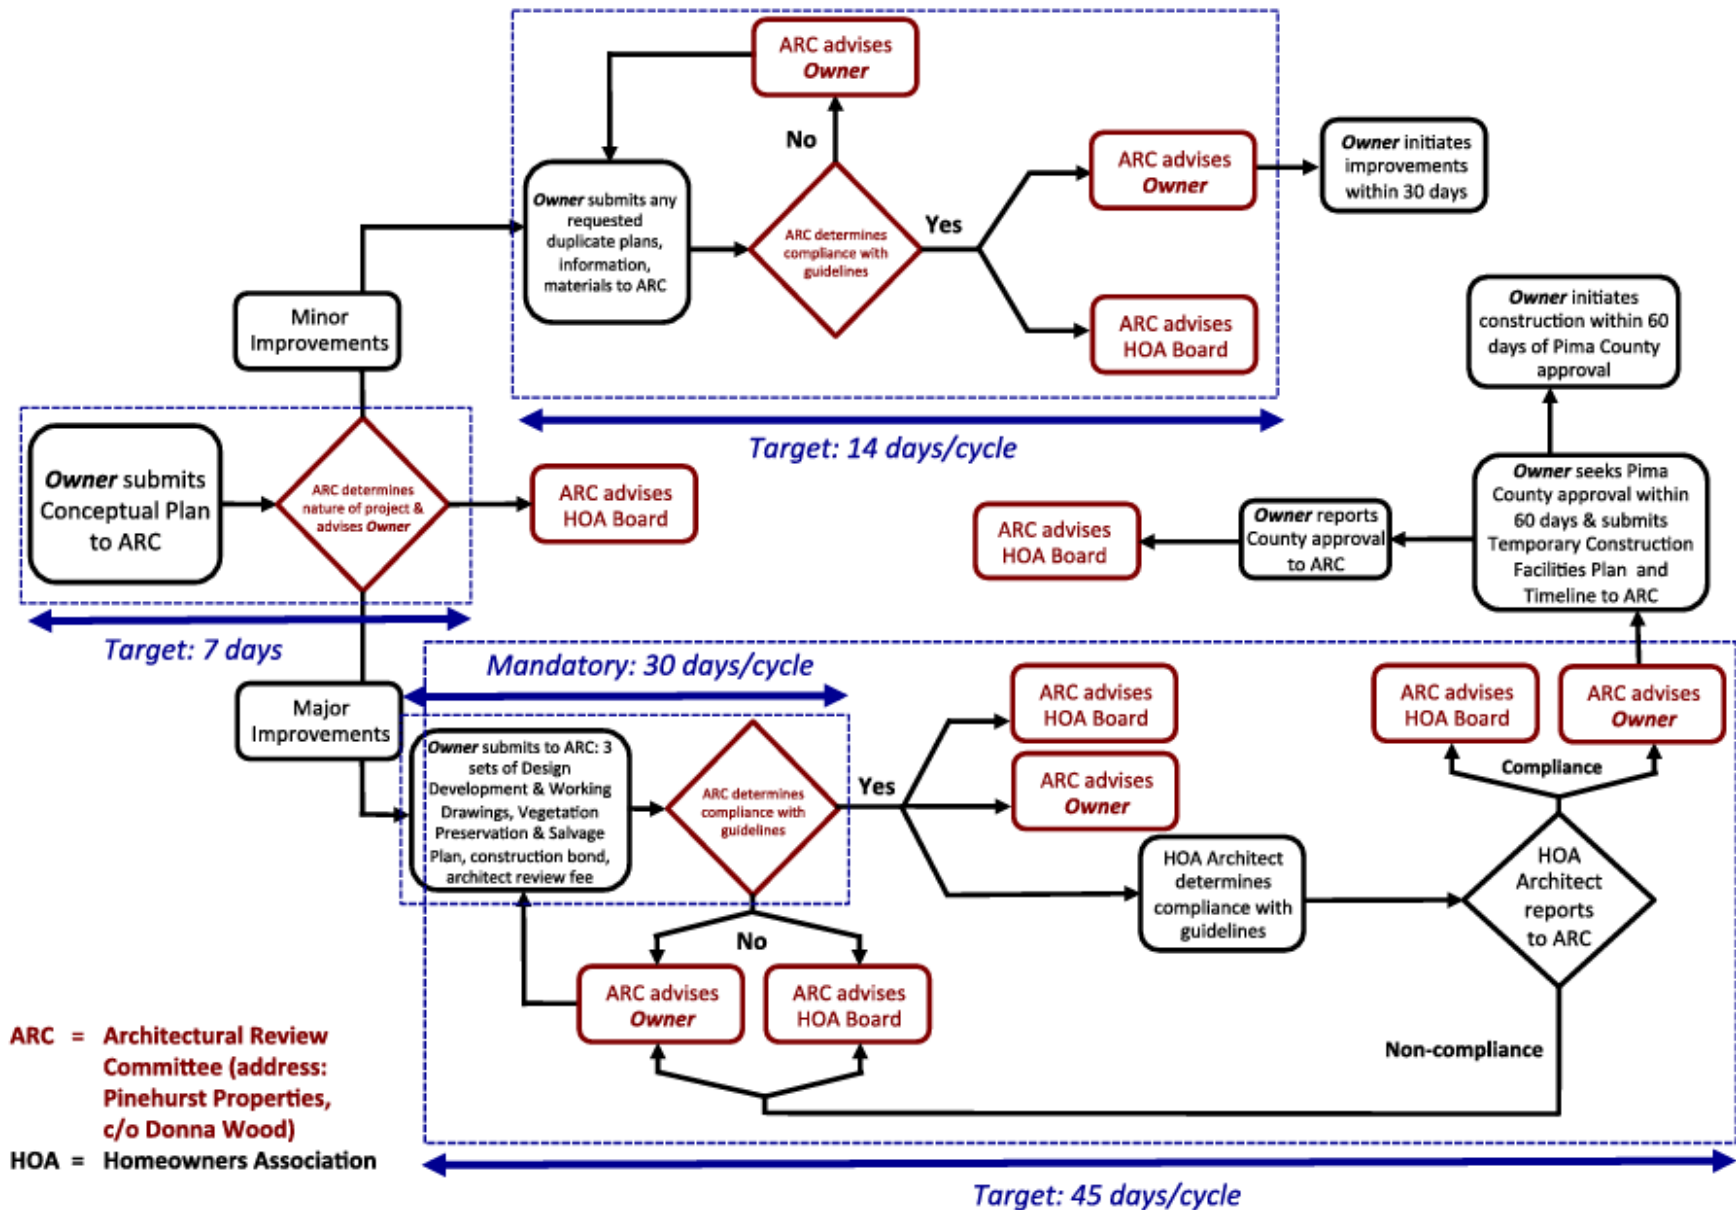 ARC advises
Owner
No
Owner submits any
requested
duplicate plans,
information,
materials to ARC
ARC determines
compliance with
guidelines
Yes
ARC advises
Owner
Owner initiates
improvements
within 30 days
ARC advises
HOA Board
Target: 14 days/cycle
Minor
Improvements
Owner submits
Conceptual Plan
to ARC
ARC determines
nature of project &
advises Owner
ARC advises
HOA Board
Target: 7 days
Major
Improvements
Owner initiates
construction within 60
days of Pima County
approval
Owner seeks Pima
County approval within
60 days & submits
Temporary Construction
Facilities Plan and
Timeline to ARC
Owner reports
County approval
to ARC
ARC advises
HOA Board
Mandatory: 30 days/cycle
Owner submits to ARC: 3
sets of Design
Development & Working
Drawings, Vegetation
Preservation & Salvage
Plan, construction bond,
architect review fee
ARC determines
compliance with
guidelines
Yes
ARC advises
HOA Board
ARC advises
Owner
HOA Architect
determines
compliance with
guidelines
HOA
Architect
reports
to ARC
Compliance
ARC advises
HOA Board
ARC advises
Owner
No
ARC advises
Owner
ARC advises
HOA Board
Non-compliance
Target: 45 days/cycle
ARC = Architectural Review
Committee (address:
Pinehurst Properties,
c/o Donna Wood)
HOA = Homeowners Association